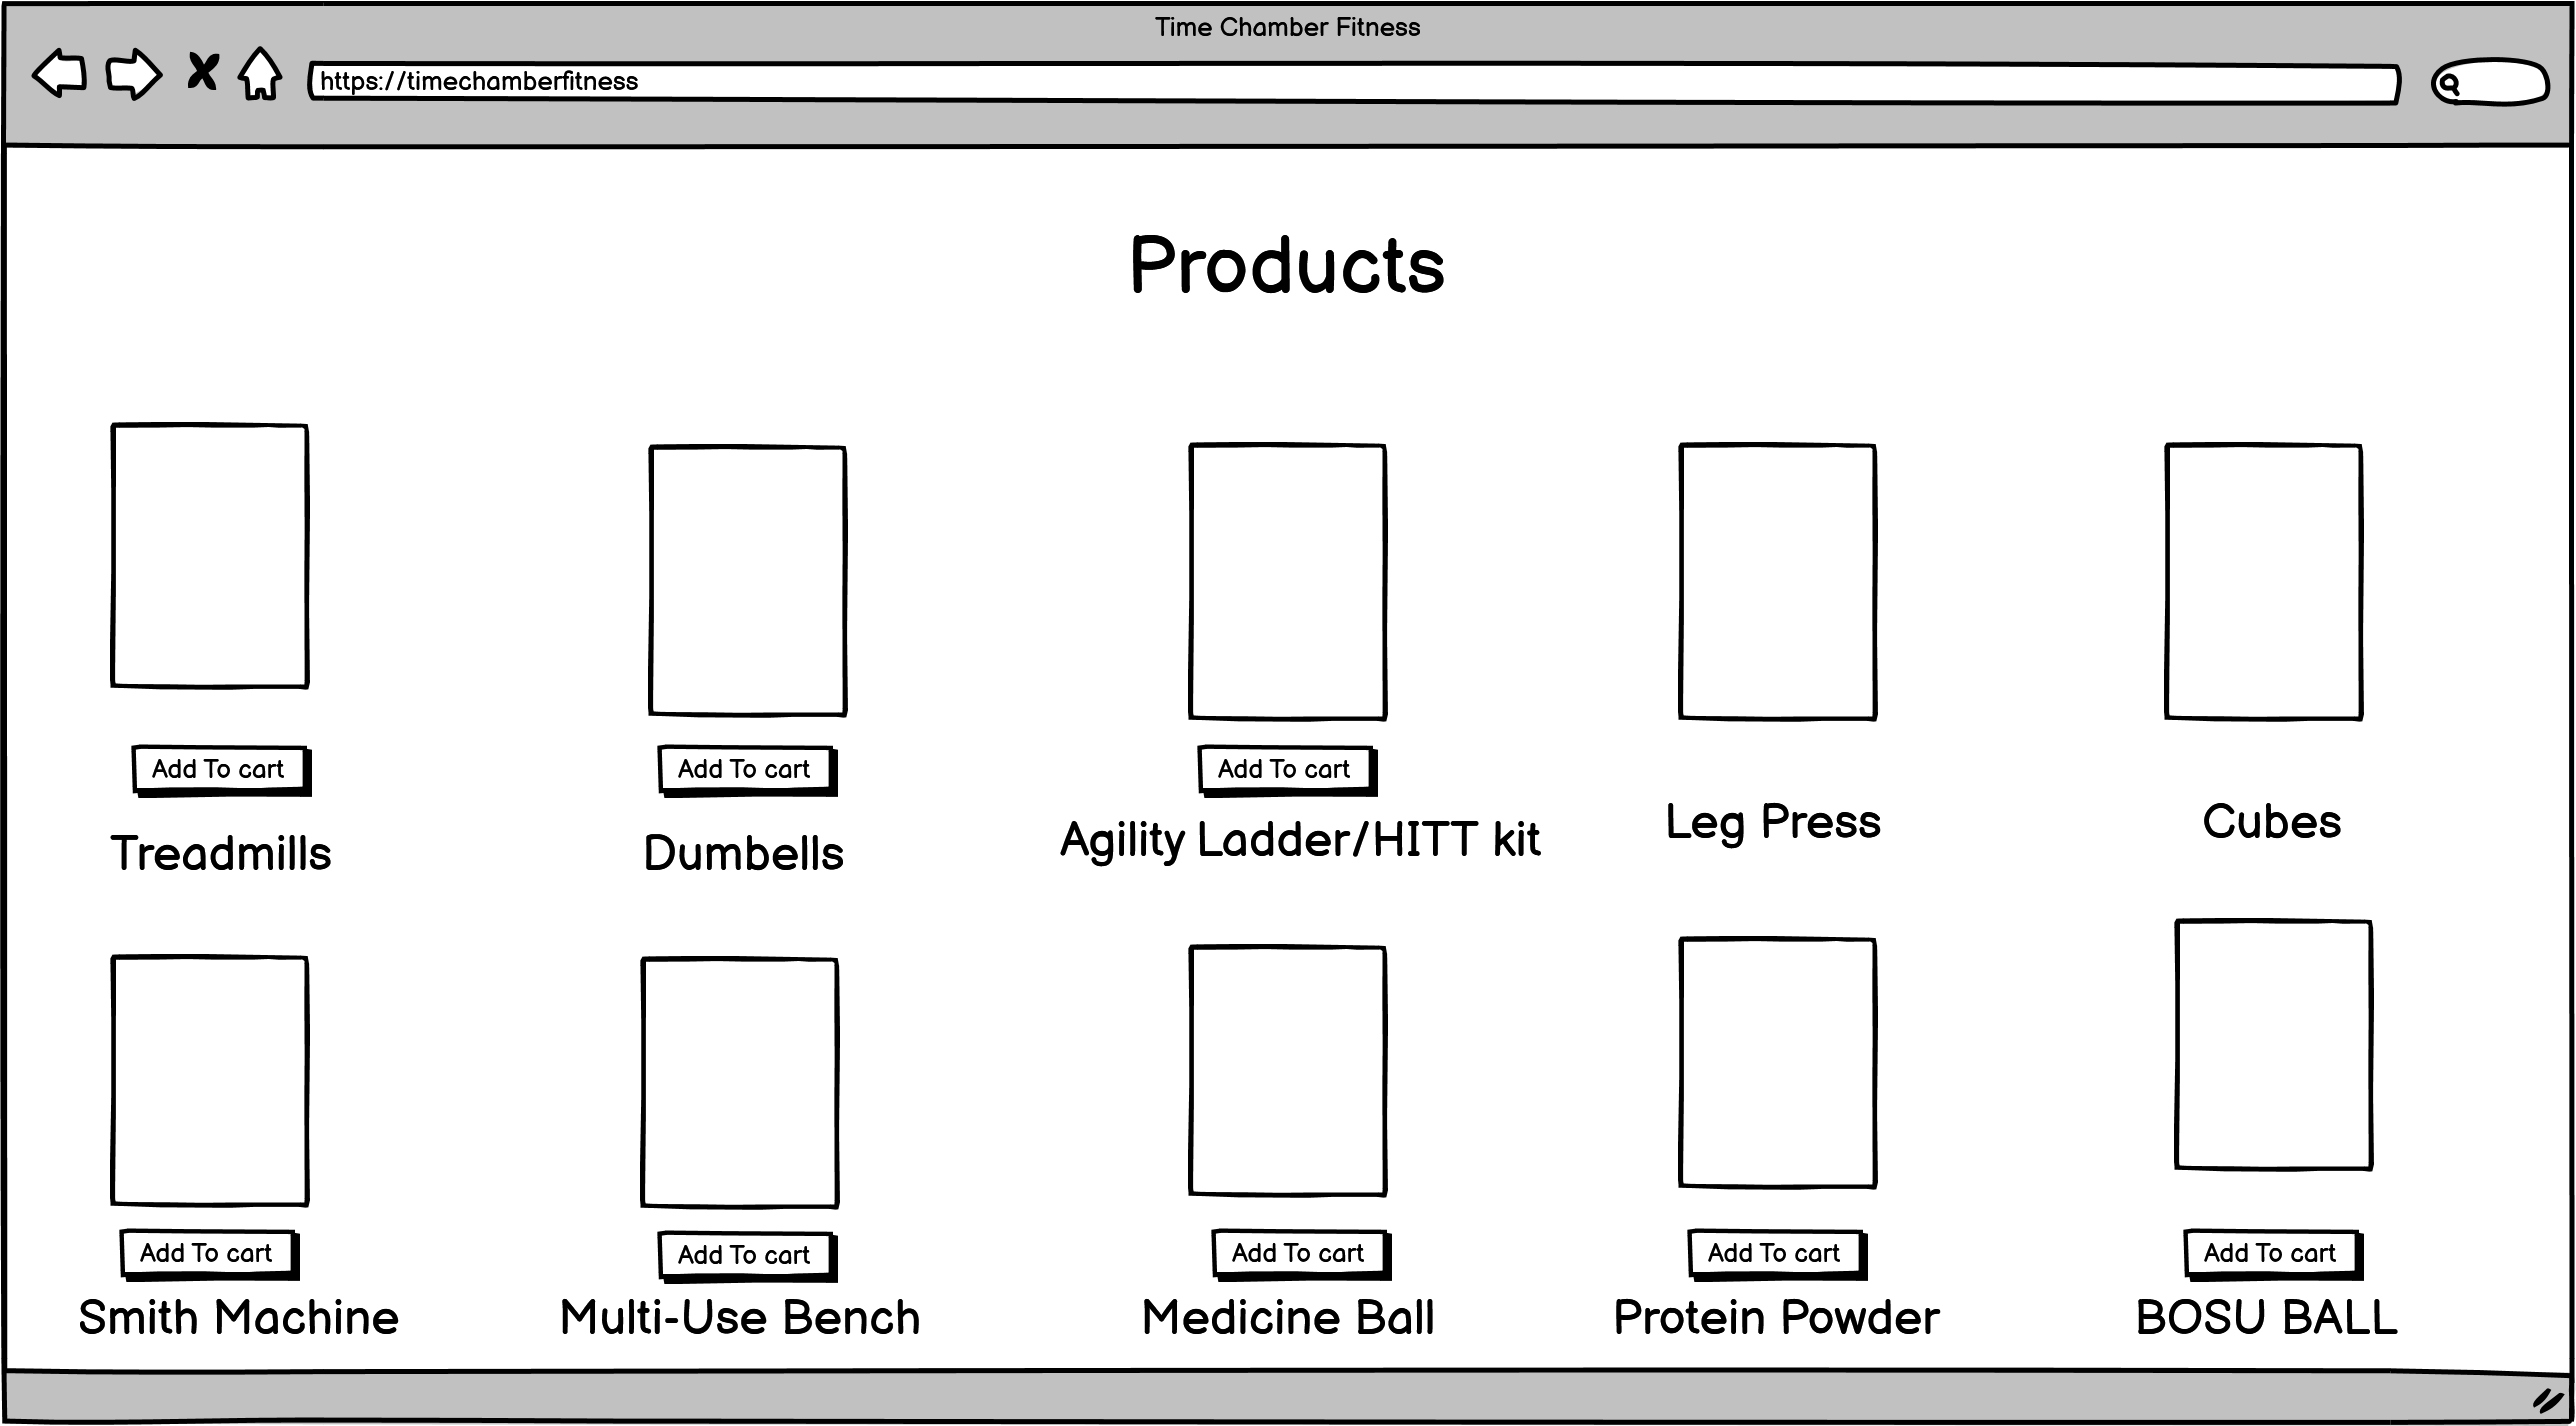 Time Chamber Fitness
https://timechamberfitness
Products
Add To cart
Add To cart
Add To cart
Treadmills
Dumbells
Agility Ladder/HITT kit
Leg Press
Cubes
Add To cart
Add To cart
Add To cart
Add To cart
Add To cart
Smith Machine
Multi-Use Bench
Medicine Ball
Protein Powder
BOSU BALL